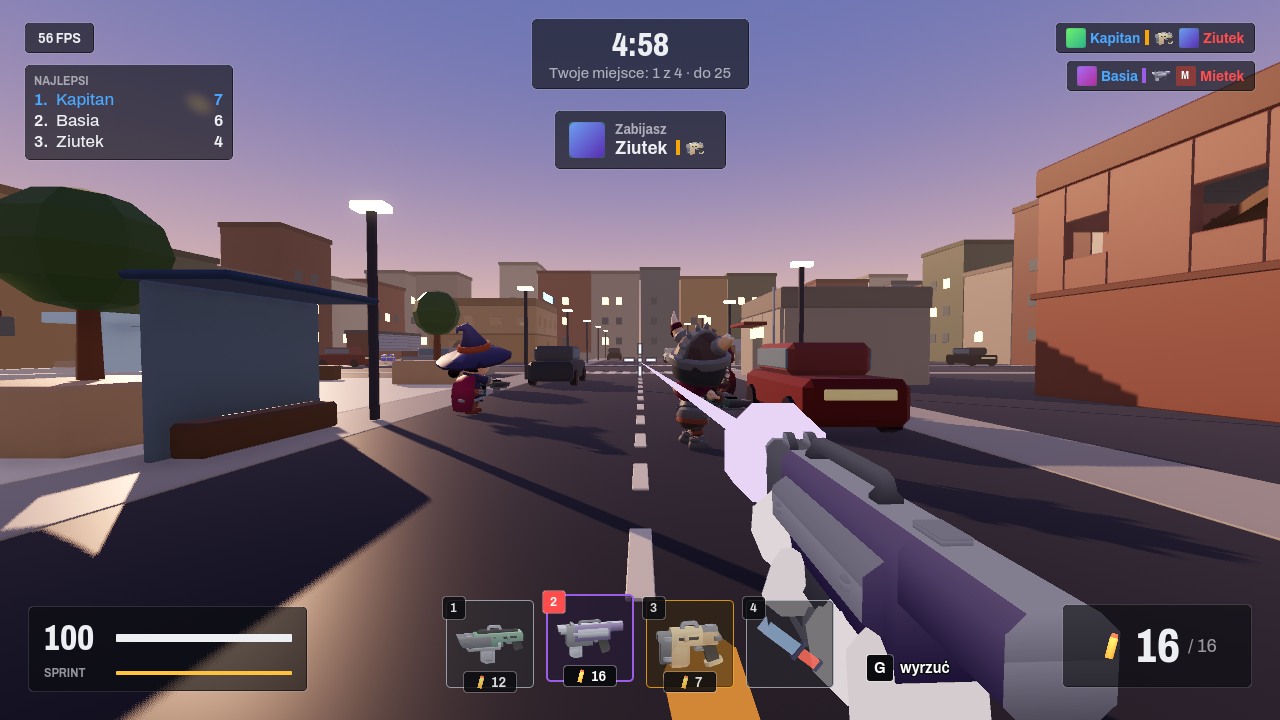 56 FPS
NAJLEPSI
1. Kapitan 7
2. Basia 6
3. Ziutek 4
4:58
Twoje miejsce: 1 z 4 · do 25
Zabijasz
Ziutek
Kapitan Ziutek
Basia M Mietek
100
SPRINT
1
12
2
16
3
7
4
G wyrzuć
16 / 16